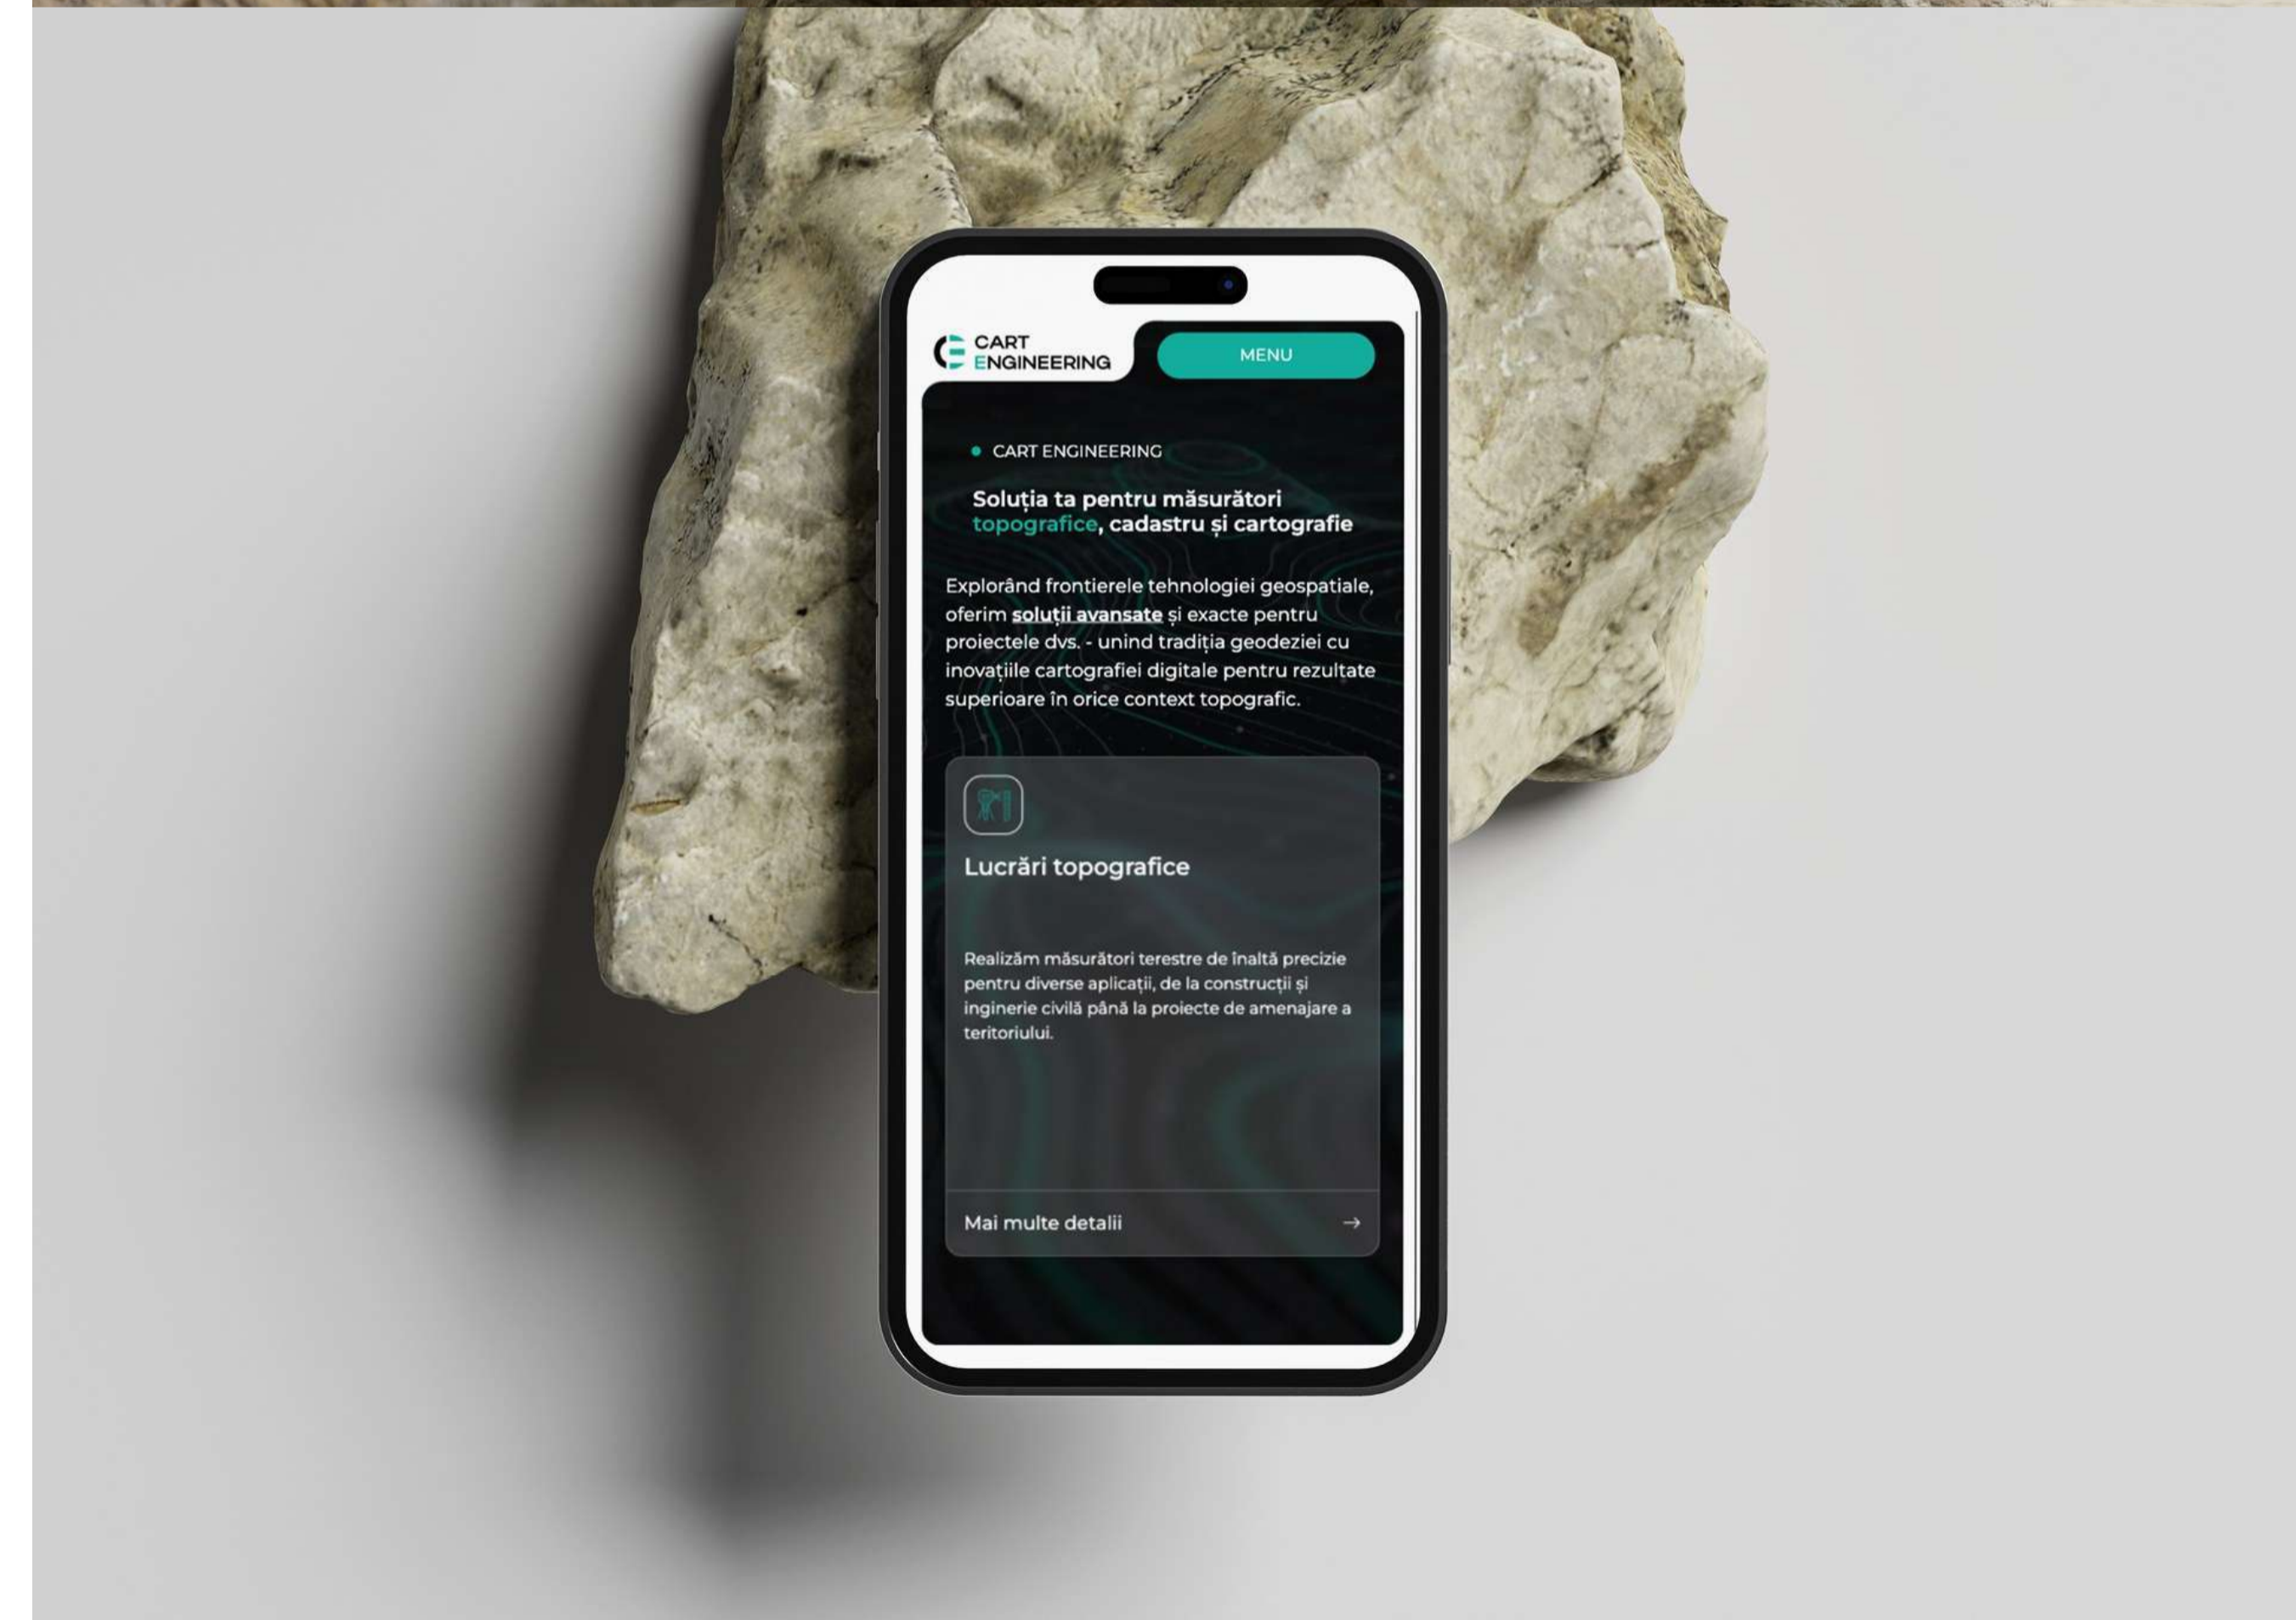 CART
ENGINEERING
MENU
CART ENGINEERING
Soluția ta pentru măsurători
topografice, cadastru și cartografie
Explorând frontierele tehnologiei geospatiale,
oferim soluții avansate și exacte pentru
proiectele dvs. - unind tradiția geodeziei cu
inovațiile cartografiei digitale pentru rezultate
superioare în orice context topografic.
Lucrări topografice
Realizăm măsurători terestre de înaltă precizie
pentru diverse aplicații, de la construcții și
inginerie civilă până la proiecte de amenajare a
teritoriului.
Mai multe detalii →